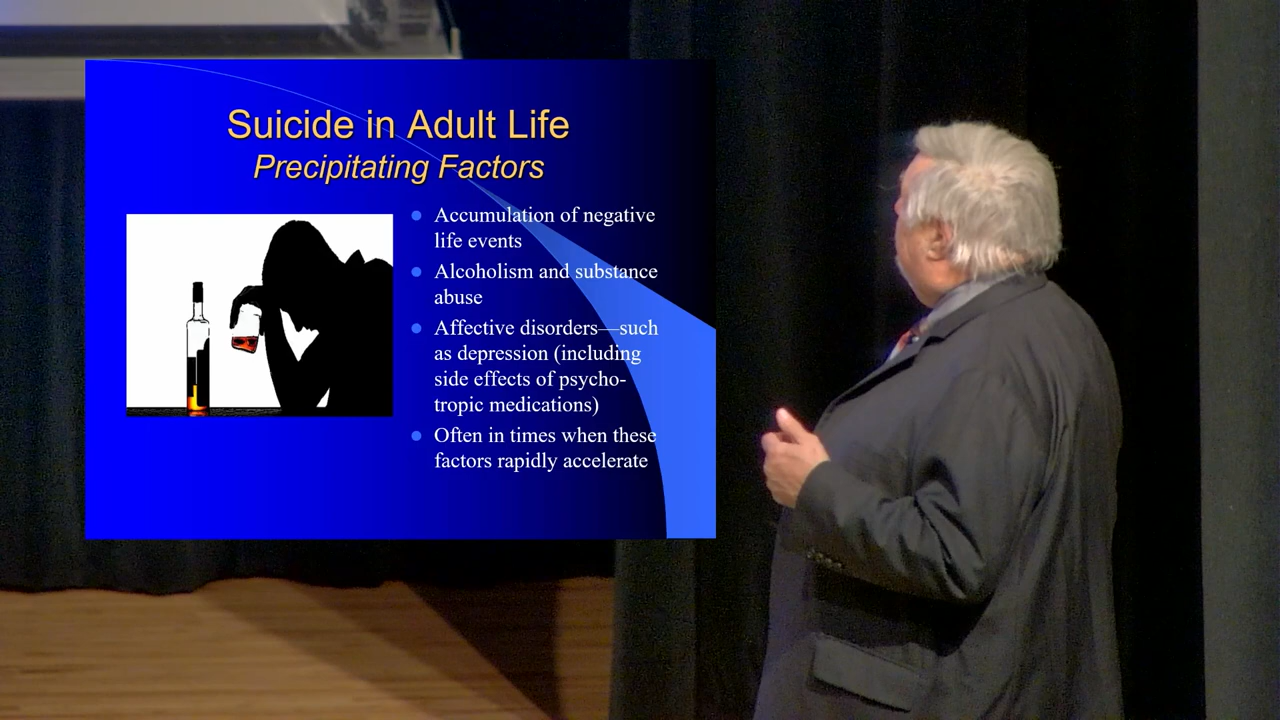 Suicide in Adult Life
Precipitating Factors
Accumulation of negative
life events
Alcoholism and substance
abuse
Affective disorders—such
as depression (including
side effects of psycho-
tropic medications)
Often in times when these
factors rapidly accelerate